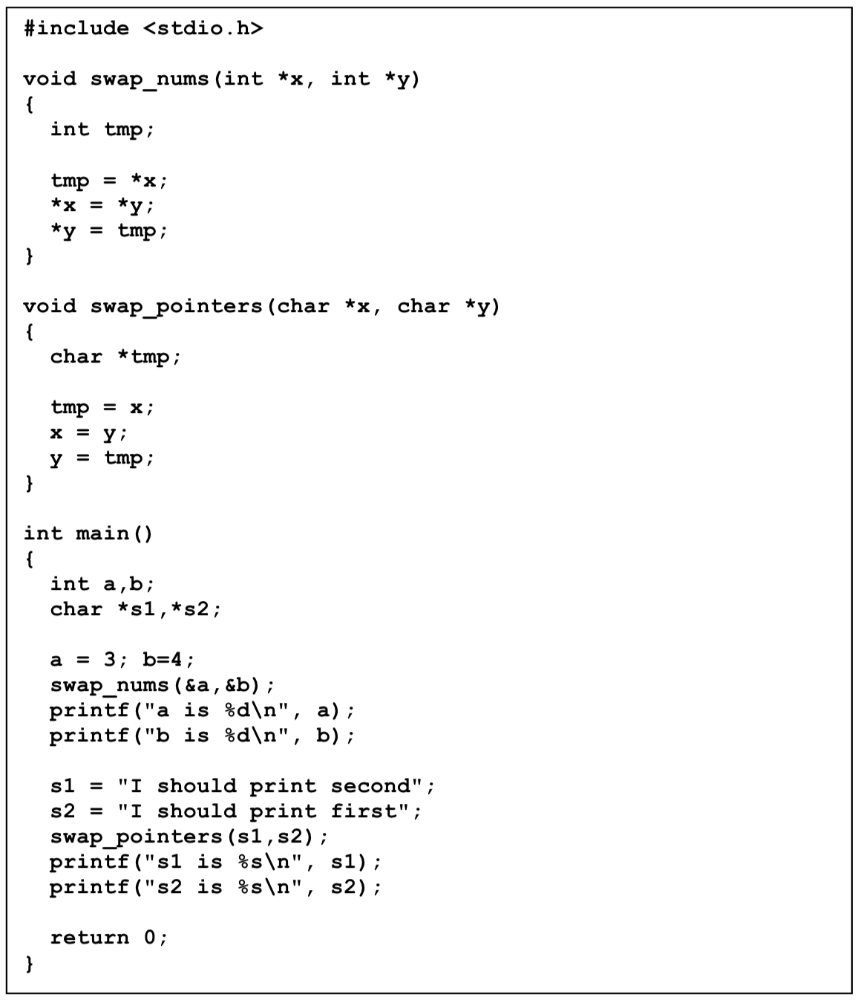 #include <stdio.h>

void swap_nums(int *x, int *y)
{
  int tmp;

  tmp = *x;
  *x = *y;
  *y = tmp;
}

void swap_pointers(char *x, char *y)
{
  char *tmp;

  tmp = x;
  x = y;
  y = tmp;
}

int main()
{
  int a,b;
  char *s1,*s2;

  a = 3; b=4;
  swap_nums(&a,&b);
  printf("a is %d\n", a);
  printf("b is %d\n", b);

  s1 = "I should print second";
  s2 = "I should print first";
  swap_pointers(s1,s2);
  printf("s1 is %s\n", s1);
  printf("s2 is %s\n", s2);

  return 0;
}